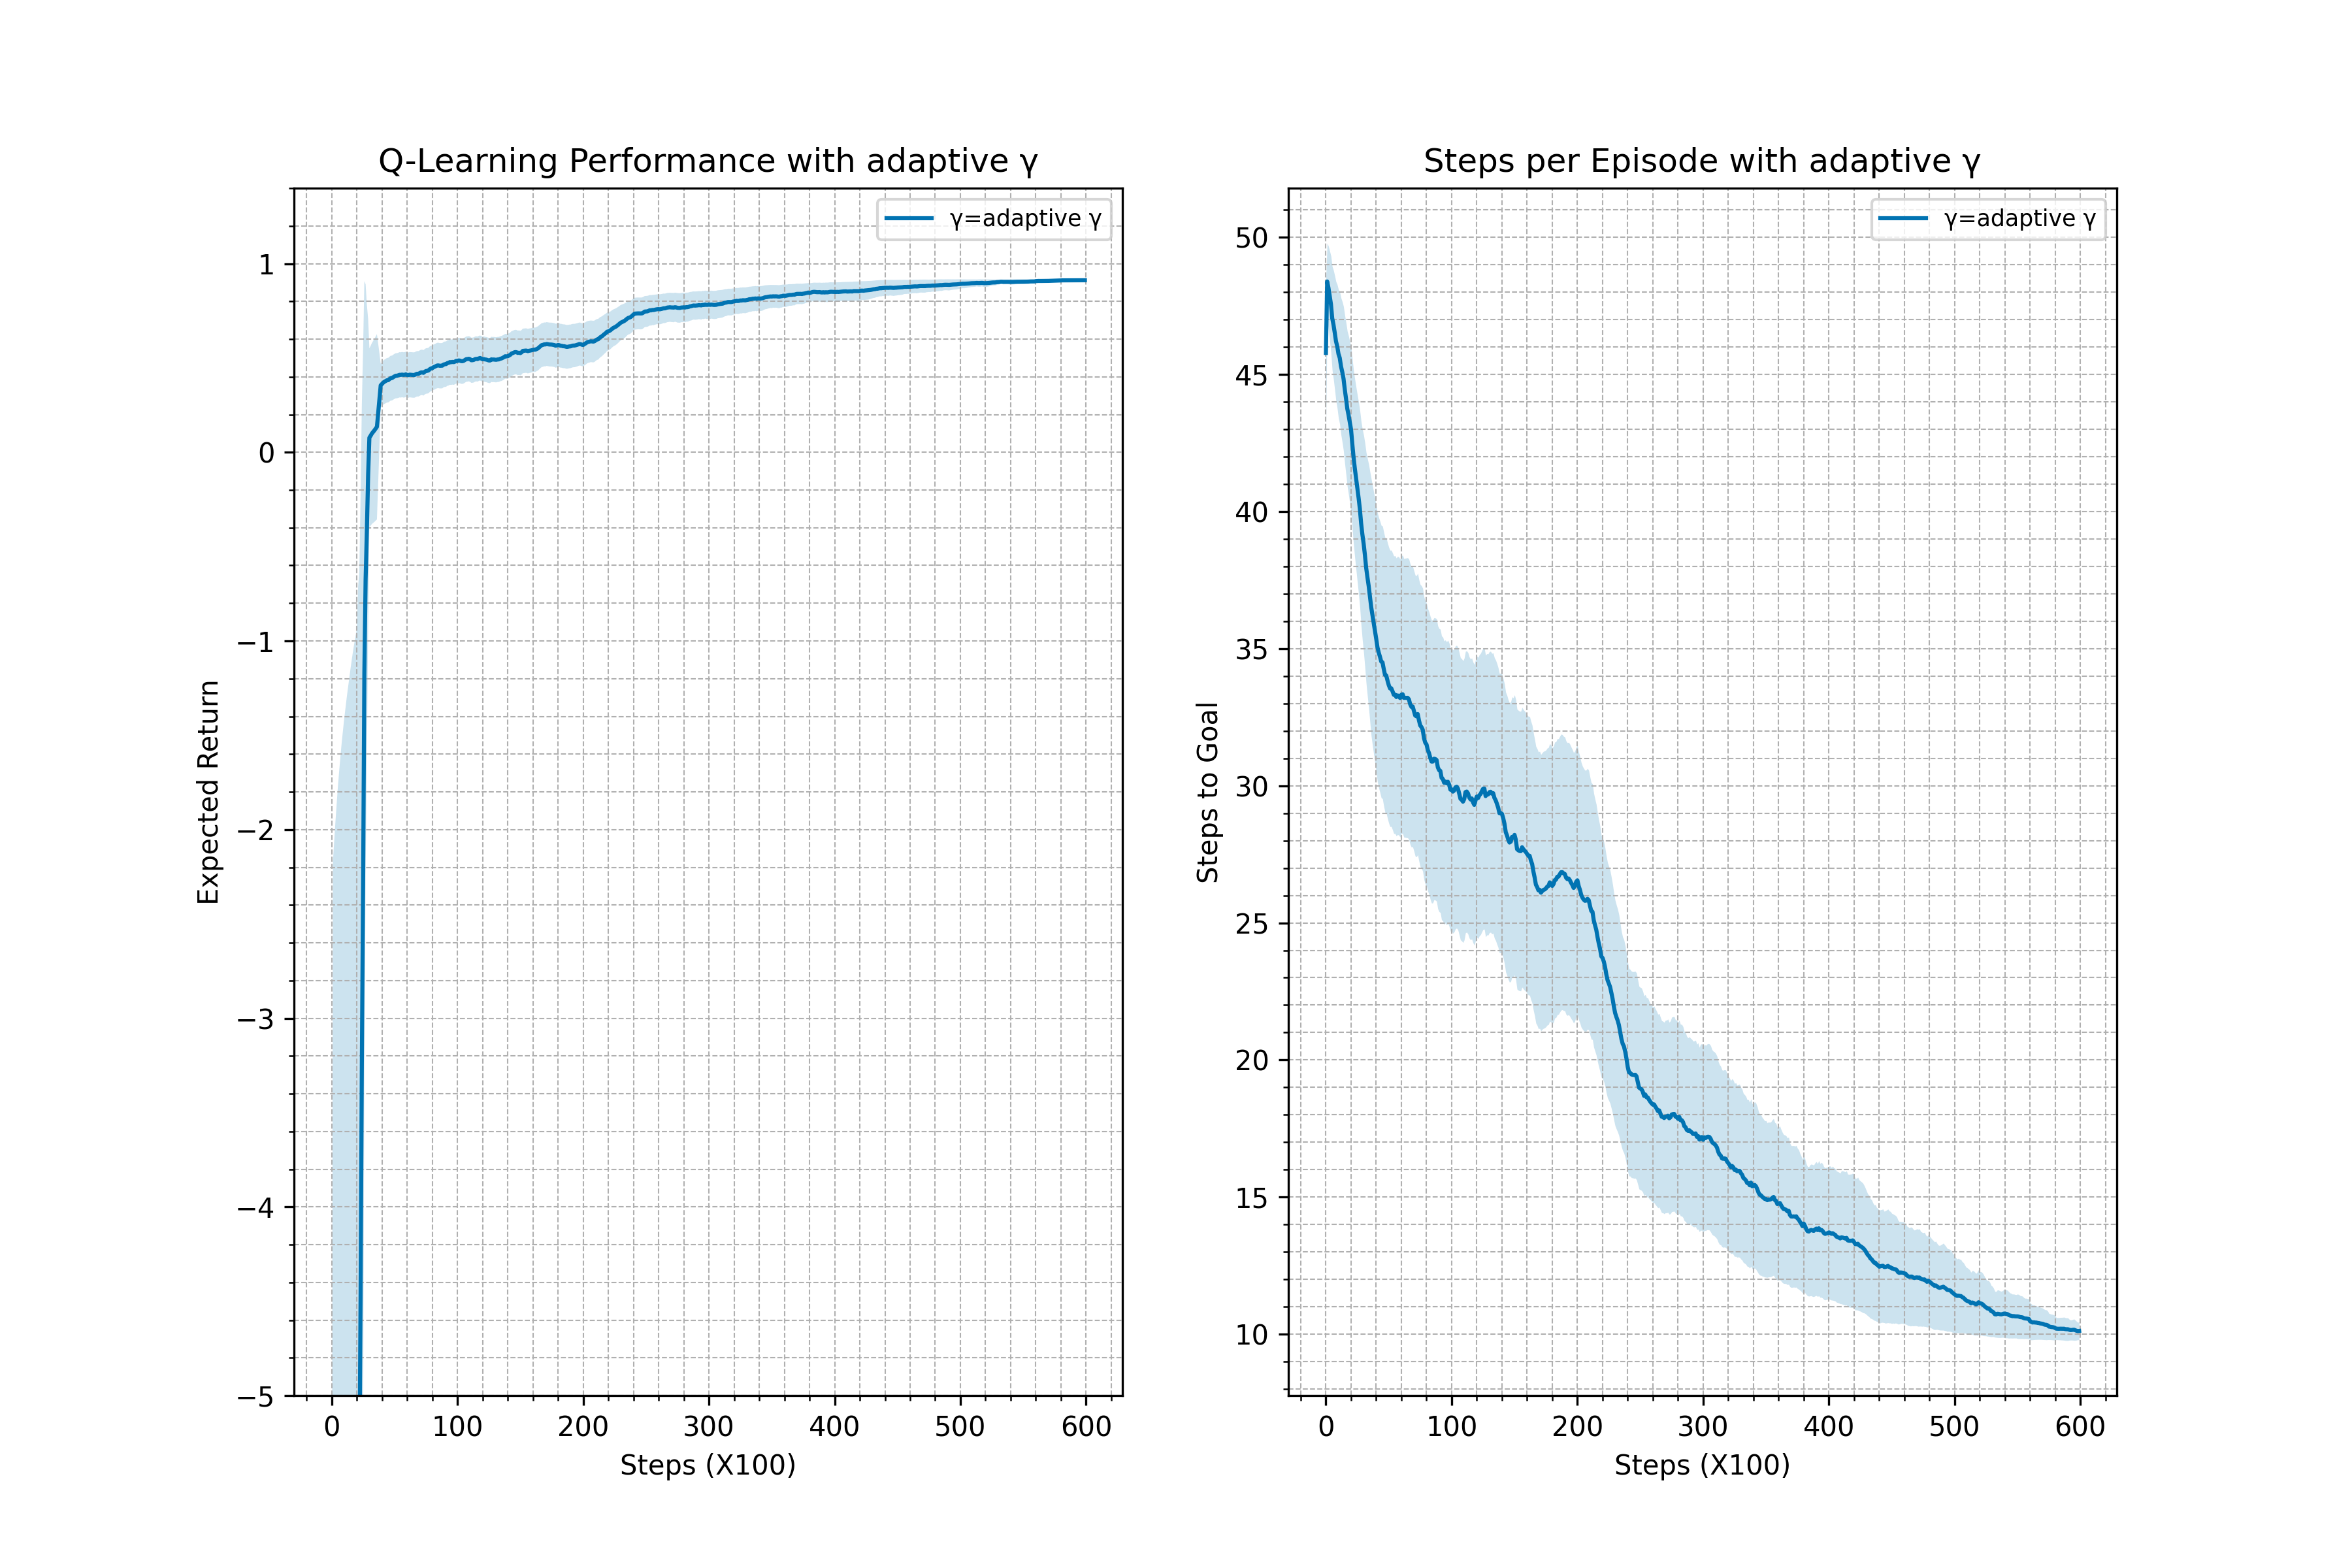 Q-Learning Performance with adaptive γ
γ=adaptive γ
Expected Return
1
0
−1
−2
−3
−4
−5
0 100 200 300 400 500 600
Steps (X100)
Steps per Episode with adaptive γ
γ=adaptive γ
Steps to Goal
50
45
40
35
30
25
20
15
10
0 100 200 300 400 500 600
Steps (X100)